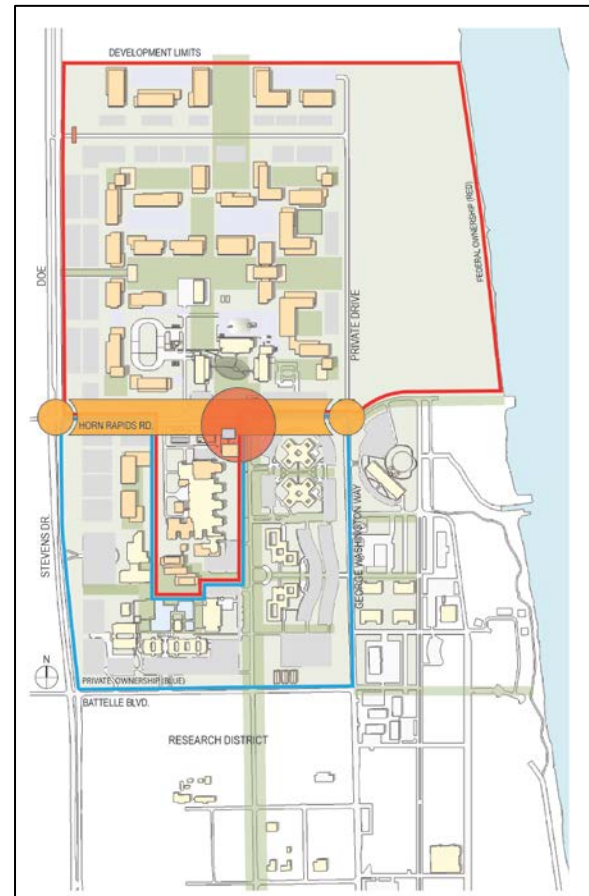 DEVELOPMENT LIMITS
FEDERAL OWNERSHIP (RED)
DOE
PRIVATE DRIVE
HORN RAPIDS RD.
STEVENS DR.
GEORGE WASHINGTON WAY
N
PRIVATE OWNERSHIP (BLUE)
BATTELLE BLVD.
RESEARCH DISTRICT